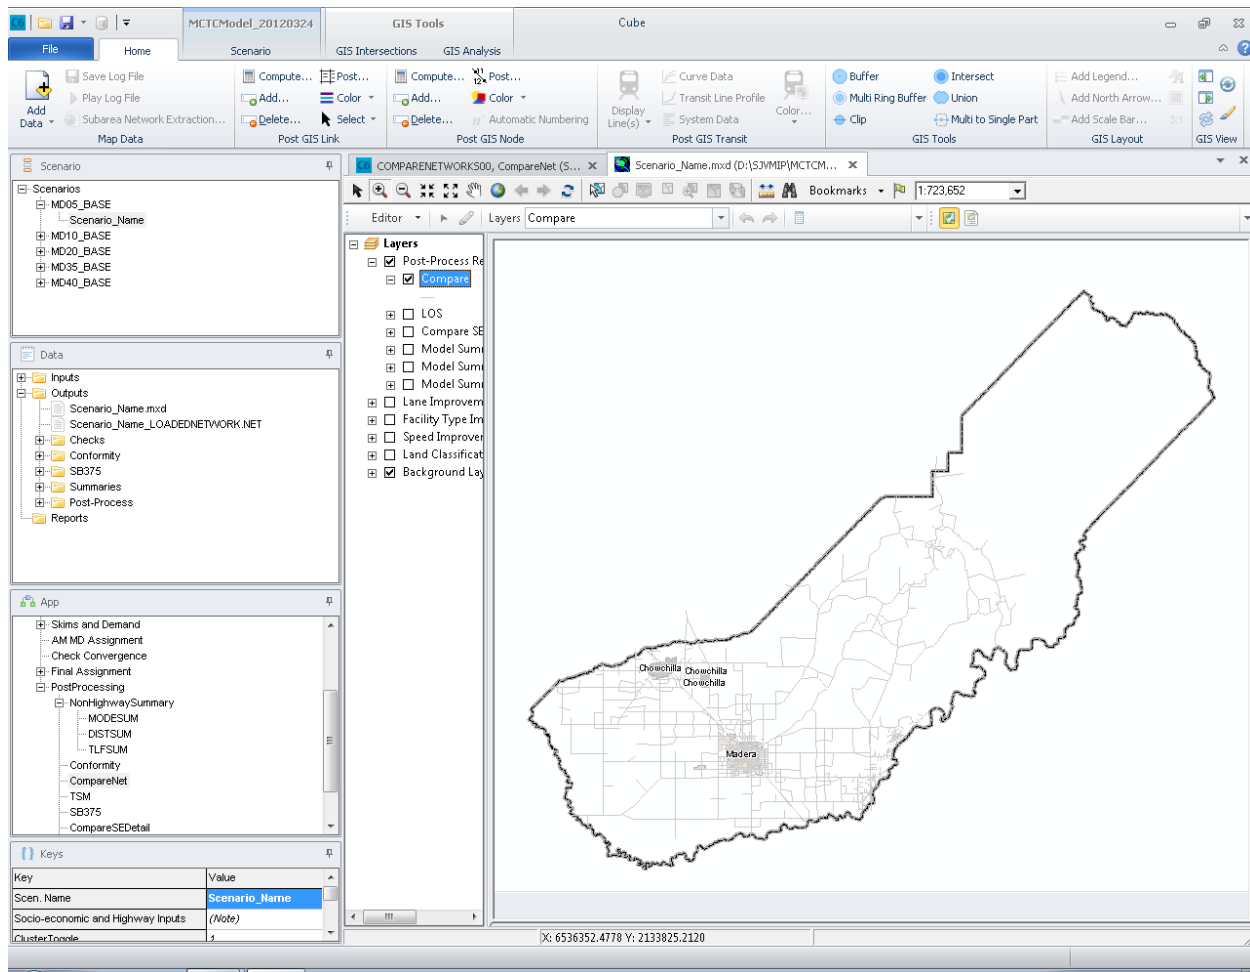 MCTCModel_20120324 GIS Tools Cube
File Home Scenario GIS Intersections GIS Analysis
Add Data
Save Log File
Play Log File
Subarea Network Extraction...
Map Data
Compute... Post...
Add... Color
Delete... Select
Post GIS Link
Compute... Post...
Add... Color
Delete... Automatic Numbering
Post GIS Node
Display Line(s)
Curve Data
Transit Line Profile
System Data
Color...
Post GIS Transit
Buffer Intersect
Multi Ring Buffer Union
Clip Multi to Single Part
GIS Tools
Add Legend...
Add North Arrow...
Add Scale Bar... 3:1
GIS Layout
GIS View
Scenario
Scenarios
MD05_BASE
Scenario_Name
MD10_BASE
MD20_BASE
MD35_BASE
MD40_BASE
Data
Inputs
Outputs
Scenario_Name.mxd
Scenario_Name_LOADEDNETWORK.NET
Checks
Conformity
SB375
Summaries
Post-Process
Reports
App
Skims and Demand
AM MD Assignment
Check Convergence
Final Assignment
PostProcessing
NonHighwaySummary
MODESUM
DISTSUM
TLFSUM
Conformity
CompareNet
TSM
SB375
CompareSEDetail
Keys
Key Value
Scen. Name Scenario_Name
Socio-economic and Highway Inputs (Note)
ClusterToggle 1
COMPARENETWORKS00, CompareNet (S... Scenario_Name.mxd (D:\SJVMIP\MCTCM...
Bookmarks 1:723,652
Editor Layers Compare
Layers
Post-Process Re
Compare
LOS
Compare SE
Model Sum
Model Sum
Model Sum
Lane Improvem
Facility Type Im
Speed Improver
Land Classificat
Background Lay
Chowchilla Chowchilla
Chowchilla
Madera
X: 6536352.4778 Y: 2133825.2120